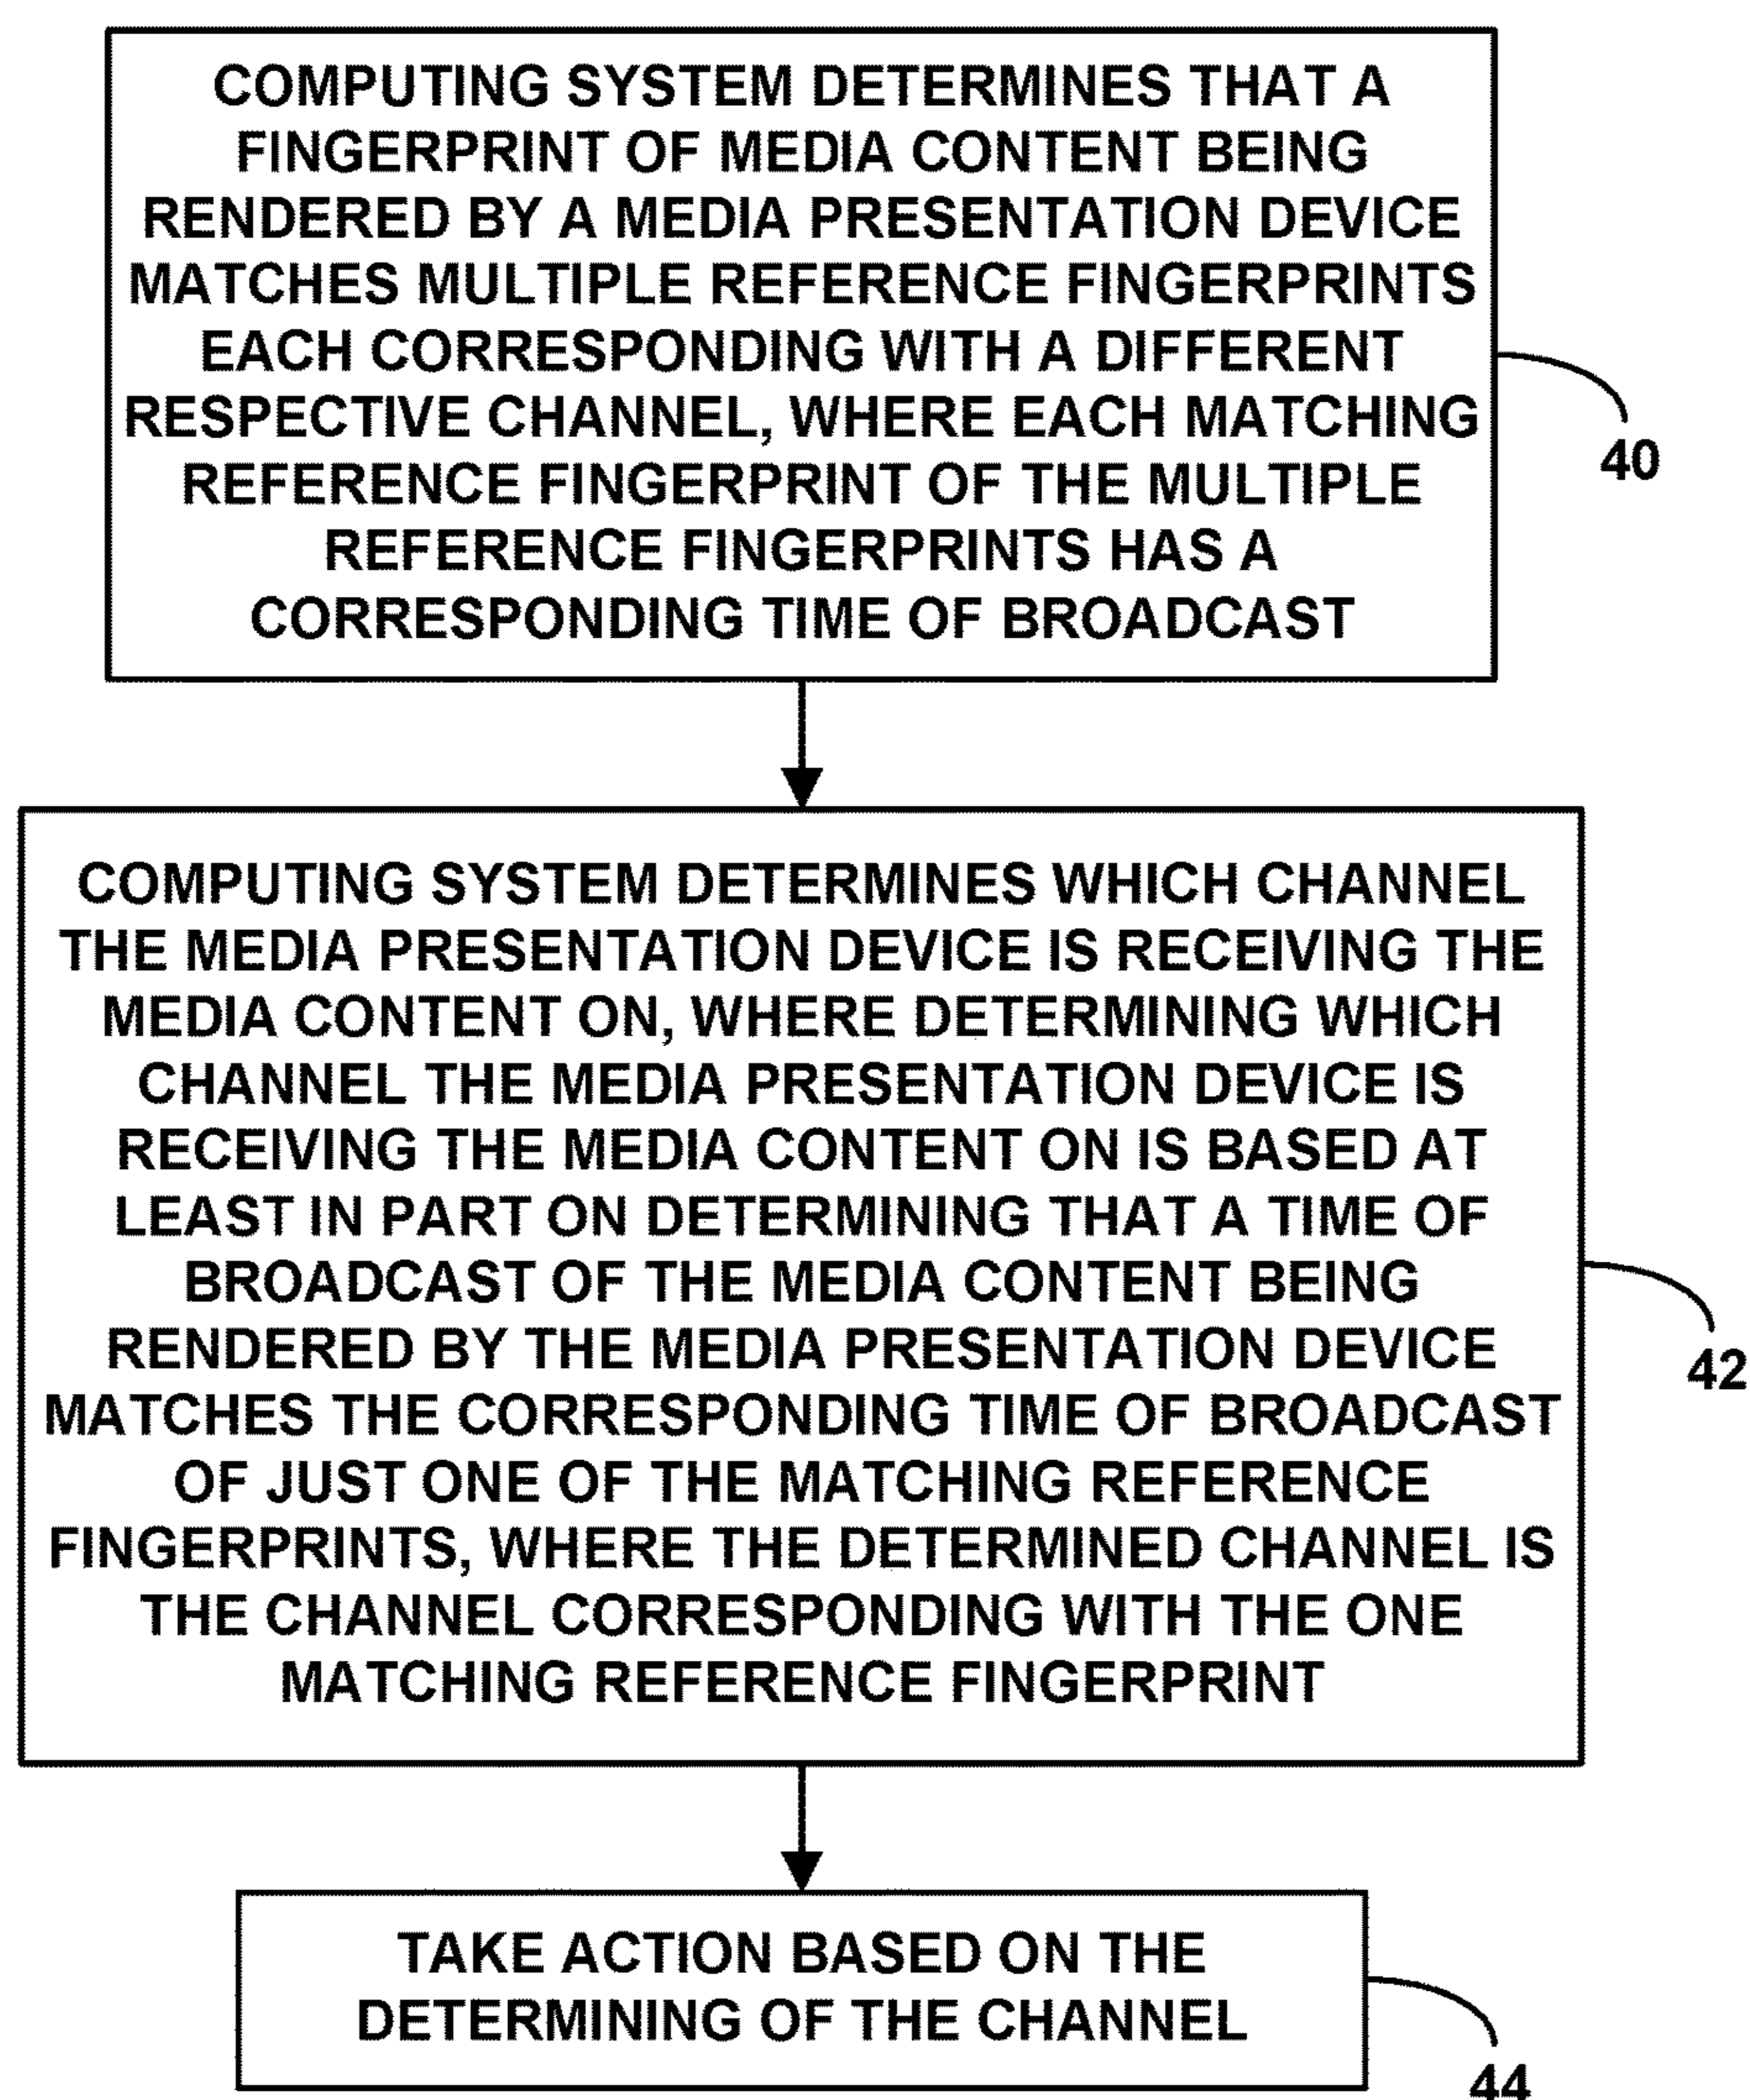 COMPUTING SYSTEM DETERMINES THAT A
FINGERPRINT OF MEDIA CONTENT BEING
RENDERED BY A MEDIA PRESENTATION DEVICE
MATCHES MULTIPLE REFERENCE FINGERPRINTS
EACH CORRESPONDING WITH A DIFFERENT
RESPECTIVE CHANNEL, WHERE EACH MATCHING
REFERENCE FINGERPRINT OF THE MULTIPLE
REFERENCE FINGERPRINTS HAS A
CORRESPONDING TIME OF BROADCAST
40
COMPUTING SYSTEM DETERMINES WHICH CHANNEL
THE MEDIA PRESENTATION DEVICE IS RECEIVING THE
MEDIA CONTENT ON, WHERE DETERMINING WHICH
CHANNEL THE MEDIA PRESENTATION DEVICE IS
RECEIVING THE MEDIA CONTENT ON IS BASED AT
LEAST IN PART ON DETERMINING THAT A TIME OF
BROADCAST OF THE MEDIA CONTENT BEING
RENDERED BY THE MEDIA PRESENTATION DEVICE
MATCHES THE CORRESPONDING TIME OF BROADCAST
OF JUST ONE OF THE MATCHING REFERENCE
FINGERPRINTS, WHERE THE DETERMINED CHANNEL IS
THE CHANNEL CORRESPONDING WITH THE ONE
MATCHING REFERENCE FINGERPRINT
42
TAKE ACTION BASED ON THE
DETERMINING OF THE CHANNEL
44